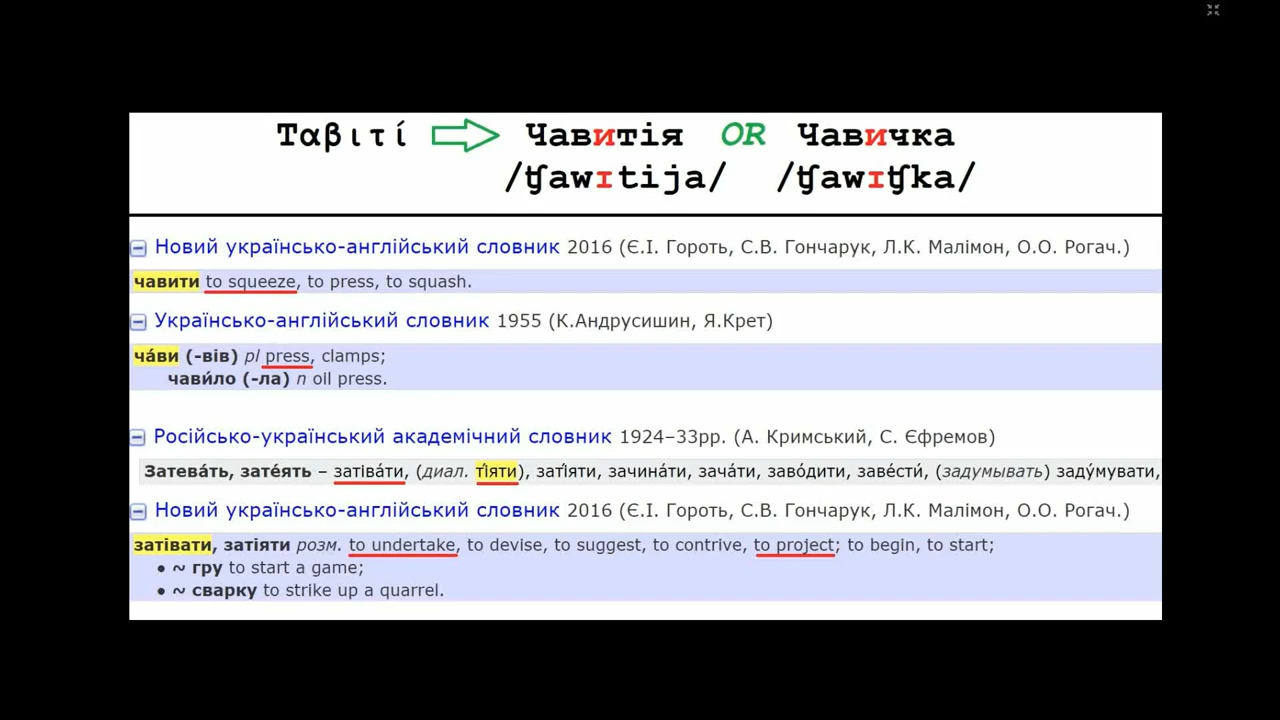 Ταβιτί Чавитія OR Чавичка
/ʧawɪtija/ /ʧawɪʧka/
Новий українсько-англійський словник 2016 (Є.І. Гороть, С.В. Гончарук, Л.К. Малімон, О.О. Рогач.)
чавити to squeeze, to press, to squash.
Українсько-англійський словник 1955 (К.Андрусишин, Я.Крет)
ча́ви (-вів) pl press, clamps;
чави́ло (-ла) n oil press.
Російсько-український академічний словник 1924–33рр. (А. Кримський, С. Єфремов)
Затева́ть, зате́ять – затіва́ти, (диал. ті́яти), заті́яти, зачина́ти, зача́ти, заво́дити, заве́сти́, (задумывать) заду́мувати,
Новий українсько-англійський словник 2016 (Є.І. Гороть, С.В. Гончарук, Л.К. Малімон, О.О. Рогач.)
затівати, затіяти розм. to undertake, to devise, to suggest, to contrive, to project; to begin, to start;
• ~ гру to start a game;
• ~ сварку to strike up a quarrel.